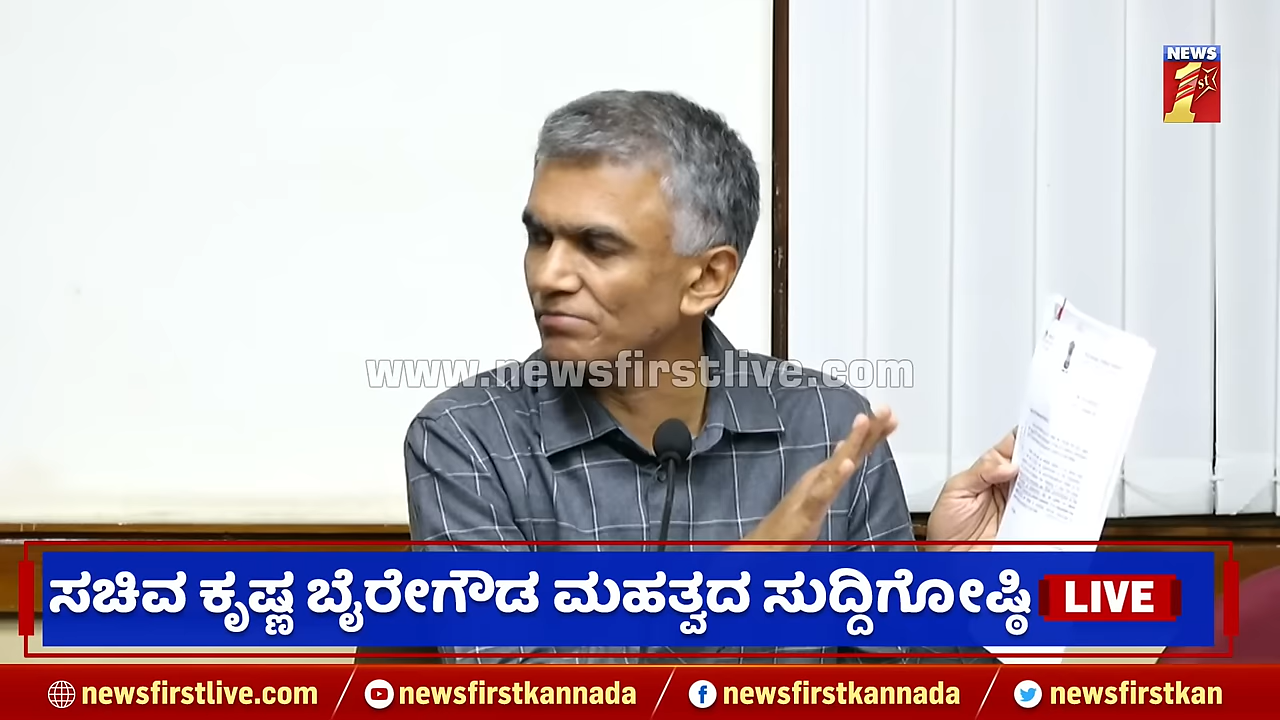 NEWS
1st
www.newsfirstlive.com
ಸಚಿವ ಕೃಷ್ಣ ಬೈರೇಗೌಡ ಮಹತ್ವದ ಸುದ್ದಿಗೋಷ್ಠಿ LIVE
newsfirstlive.com newsfirstkannada newsfirstkannada newsfirstkan